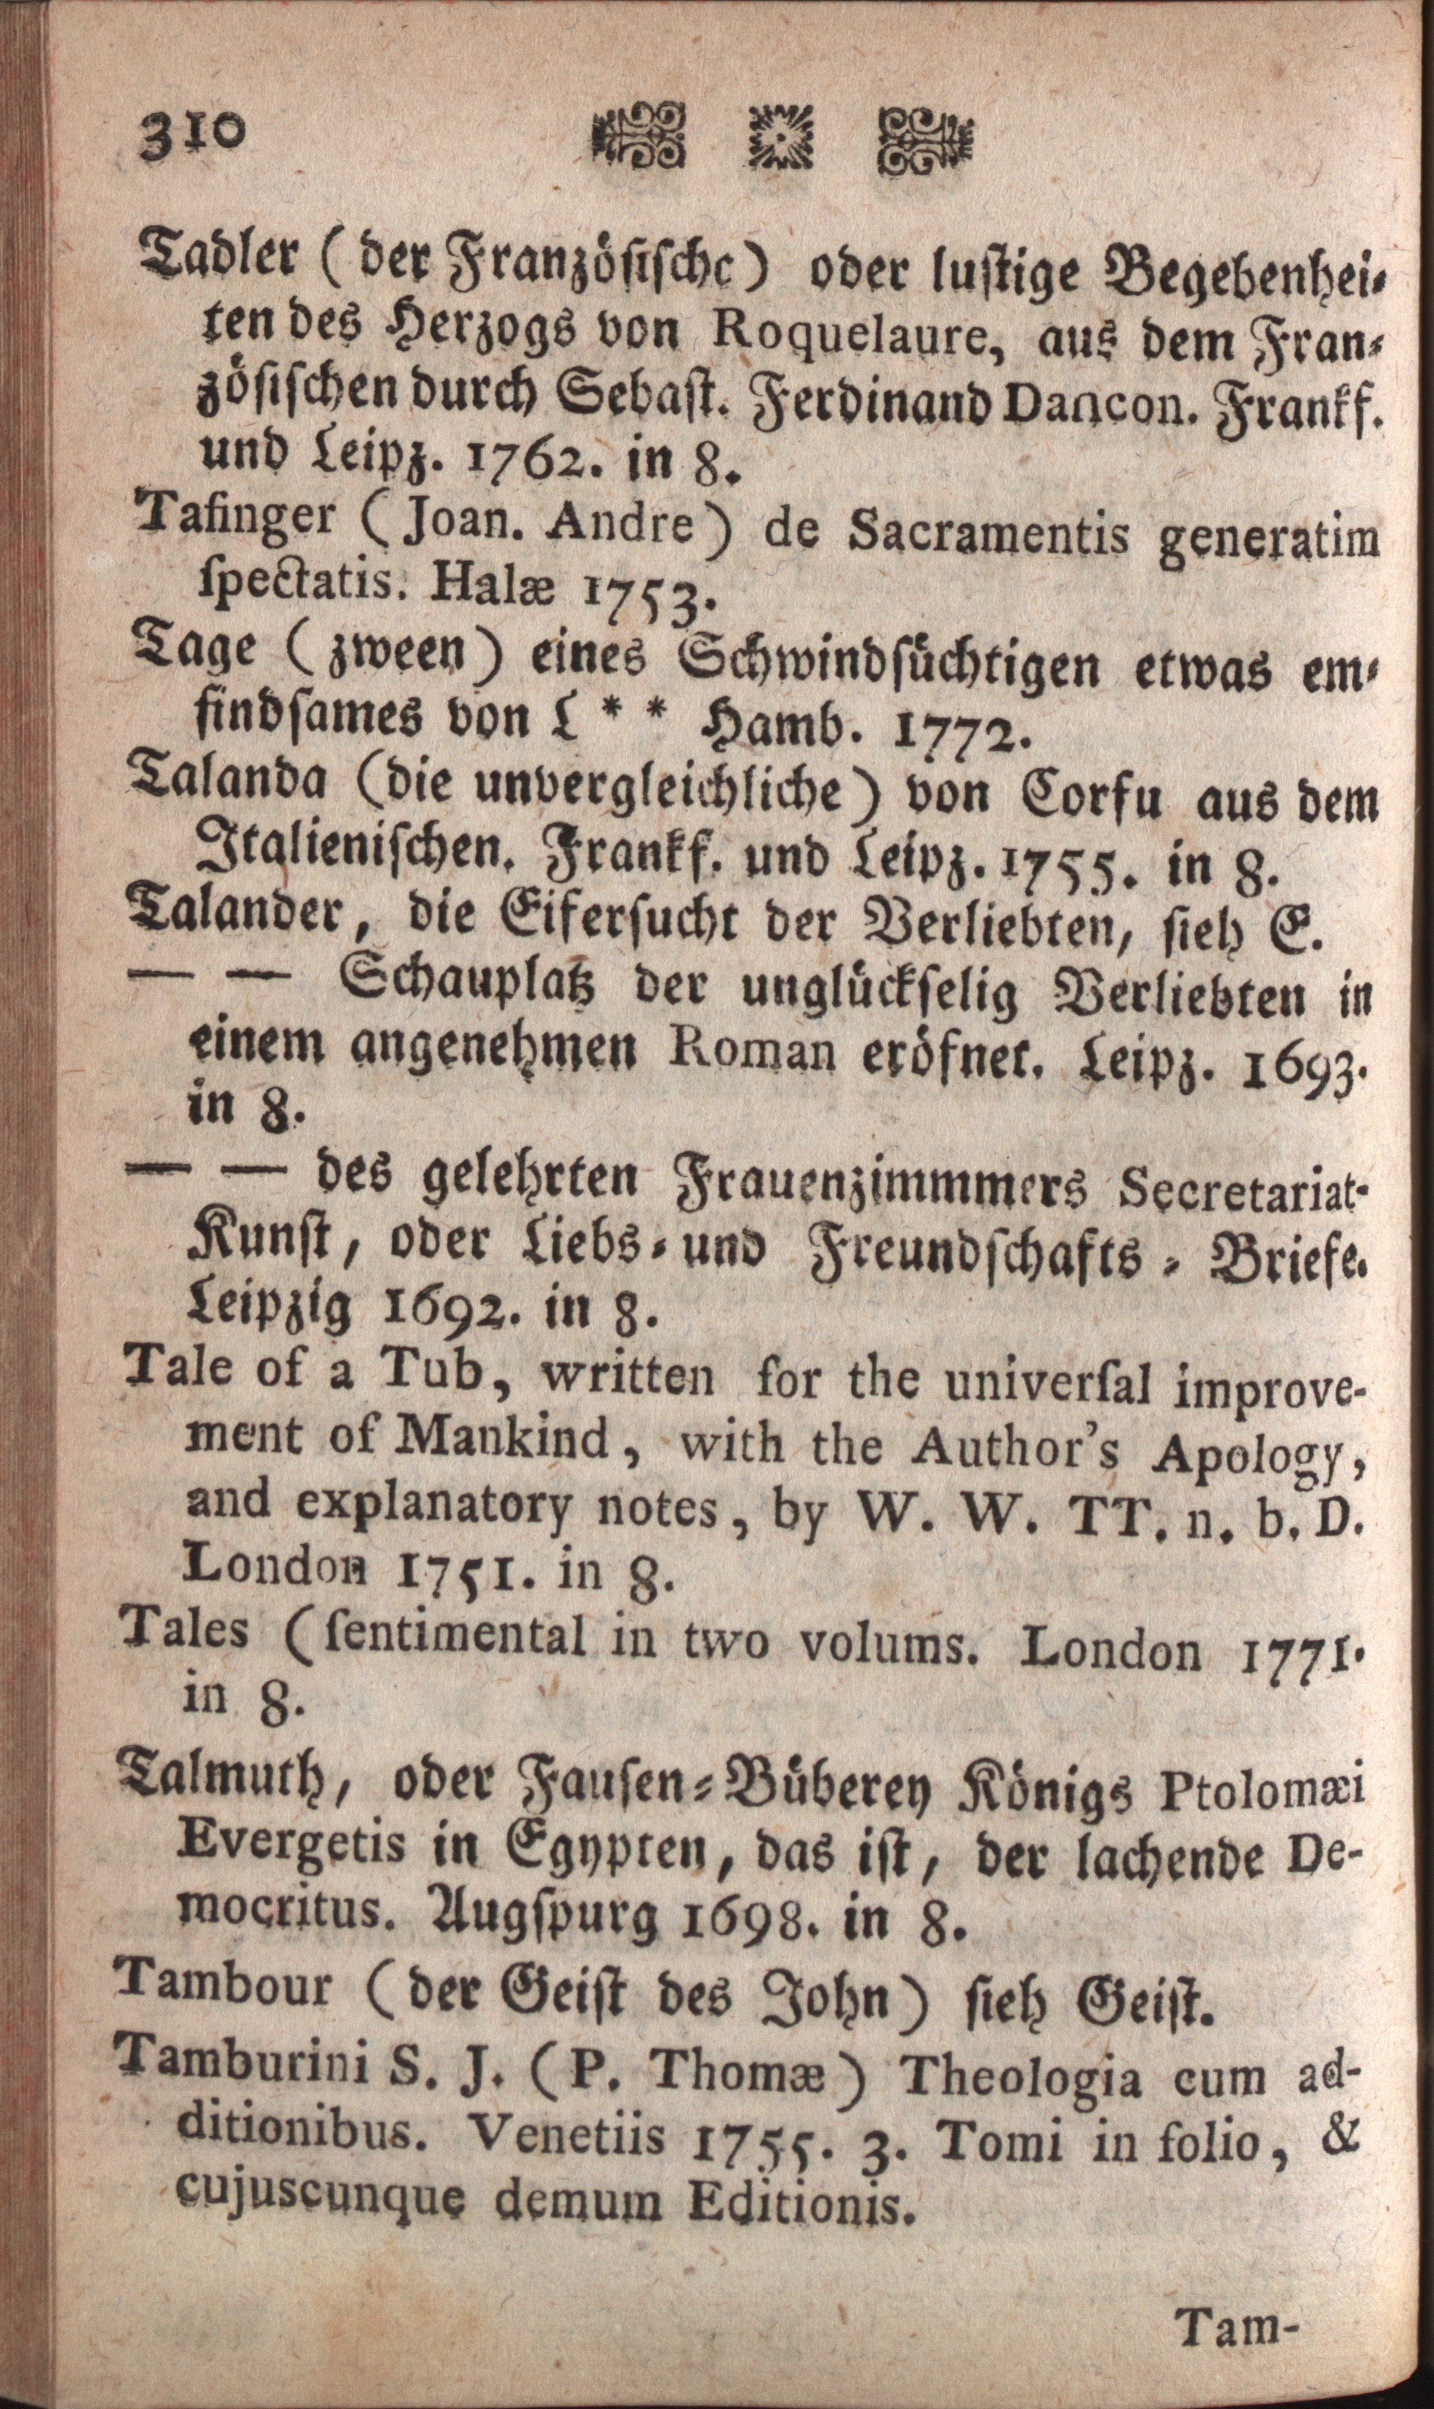 310
Tadler (der Französische) oder lustige Begebenhei-
ten des Herzogs von Roquelaure, aus dem Fran-
zösischen durch Sebast. Ferdinand Dancon. Frankf.
und Leipz. 1762. in 8.
Tafinger (Joan. Andre) de Sacramentis generatim
ſpectatis. Halæ 1753.
Tage (zween) eines Schwindsüchtigen etwas em-
findsames von L ** Hamb. 1772.
Talanda (die unvergleichliche) von Corfu aus dem
Italienischen. Frankf. und Leipz. 1755. in 8.
Talander, die Eifersucht der Verliebten, sieh E.
— — Schauplatz der unglückselig Verliebten in
einem angenehmen Roman eröfnet. Leipz. 1693.
in 8.
— — des gelehrten Frauenzimmmers Secretariat-
Kunst, oder Liebs- und Freundschafts-Briefe.
Leipzig 1692. in 8.
Tale of a Tub, written for the univerſal improve-
ment of Mankind, with the Author's Apology,
and explanatory notes, by W. W. TT. n. b. D.
London 1751. in 8.
Tales (ſentimental in two volums. London 1771.
in 8.
Talmuth, oder Fausen-Büberey Königs Ptolomæi
Evergetis in Egypten, das ist, der lachende De-
mocritus. Augspurg 1698. in 8.
Tambour (der Geist des John) sieh Geist.
Tamburini S. J. (P. Thomæ) Theologia cum ad-
ditionibus. Venetiis 1755. 3. Tomi in folio, &
cujuscunque demum Editionis.
Tam-